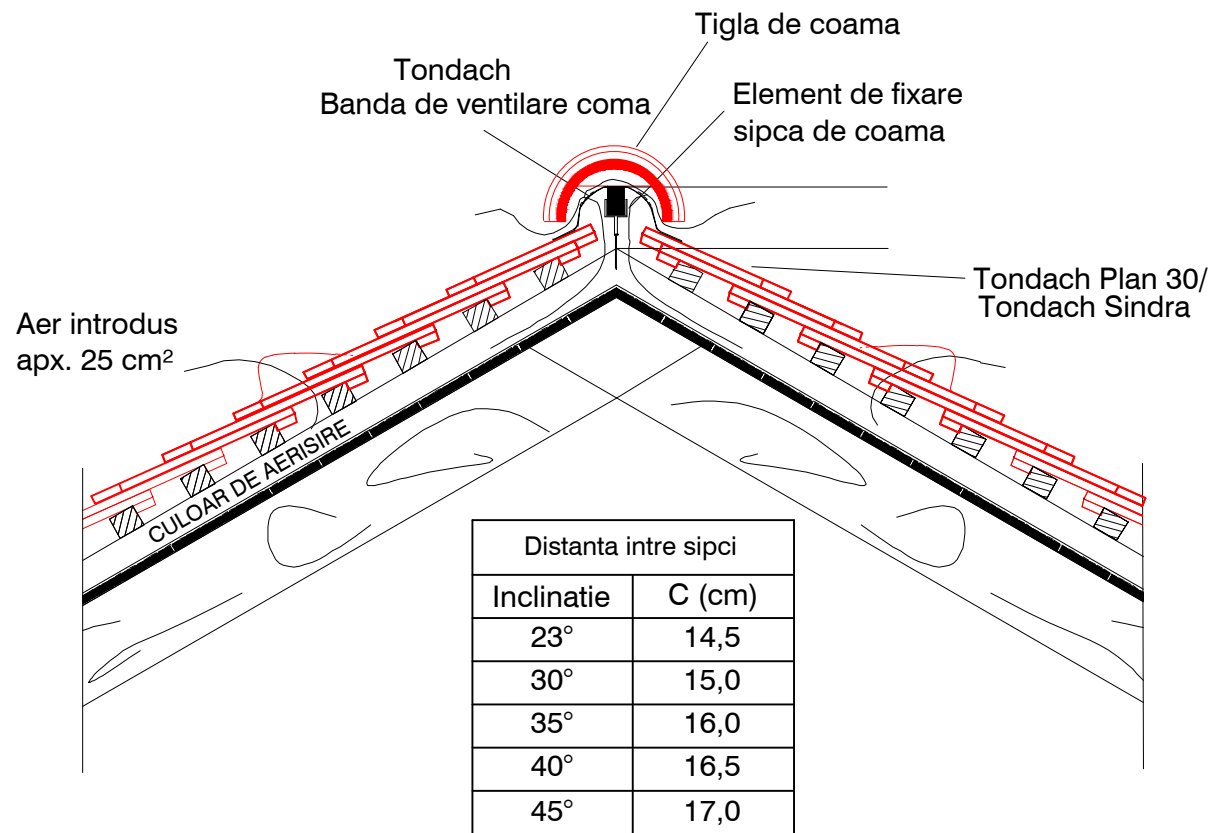 Tigla de coama
Tondach
Banda de ventilare coma
Element de fixare
sipca de coama
Tondach Plan 30/
Tondach Sindra
Aer introdus
apx. 25 cm²
CULOAR DE AERISIRE
Distanta intre sipci
Inclinatie C (cm)
23° 14,5
30° 15,0
35° 16,0
40° 16,5
45° 17,0